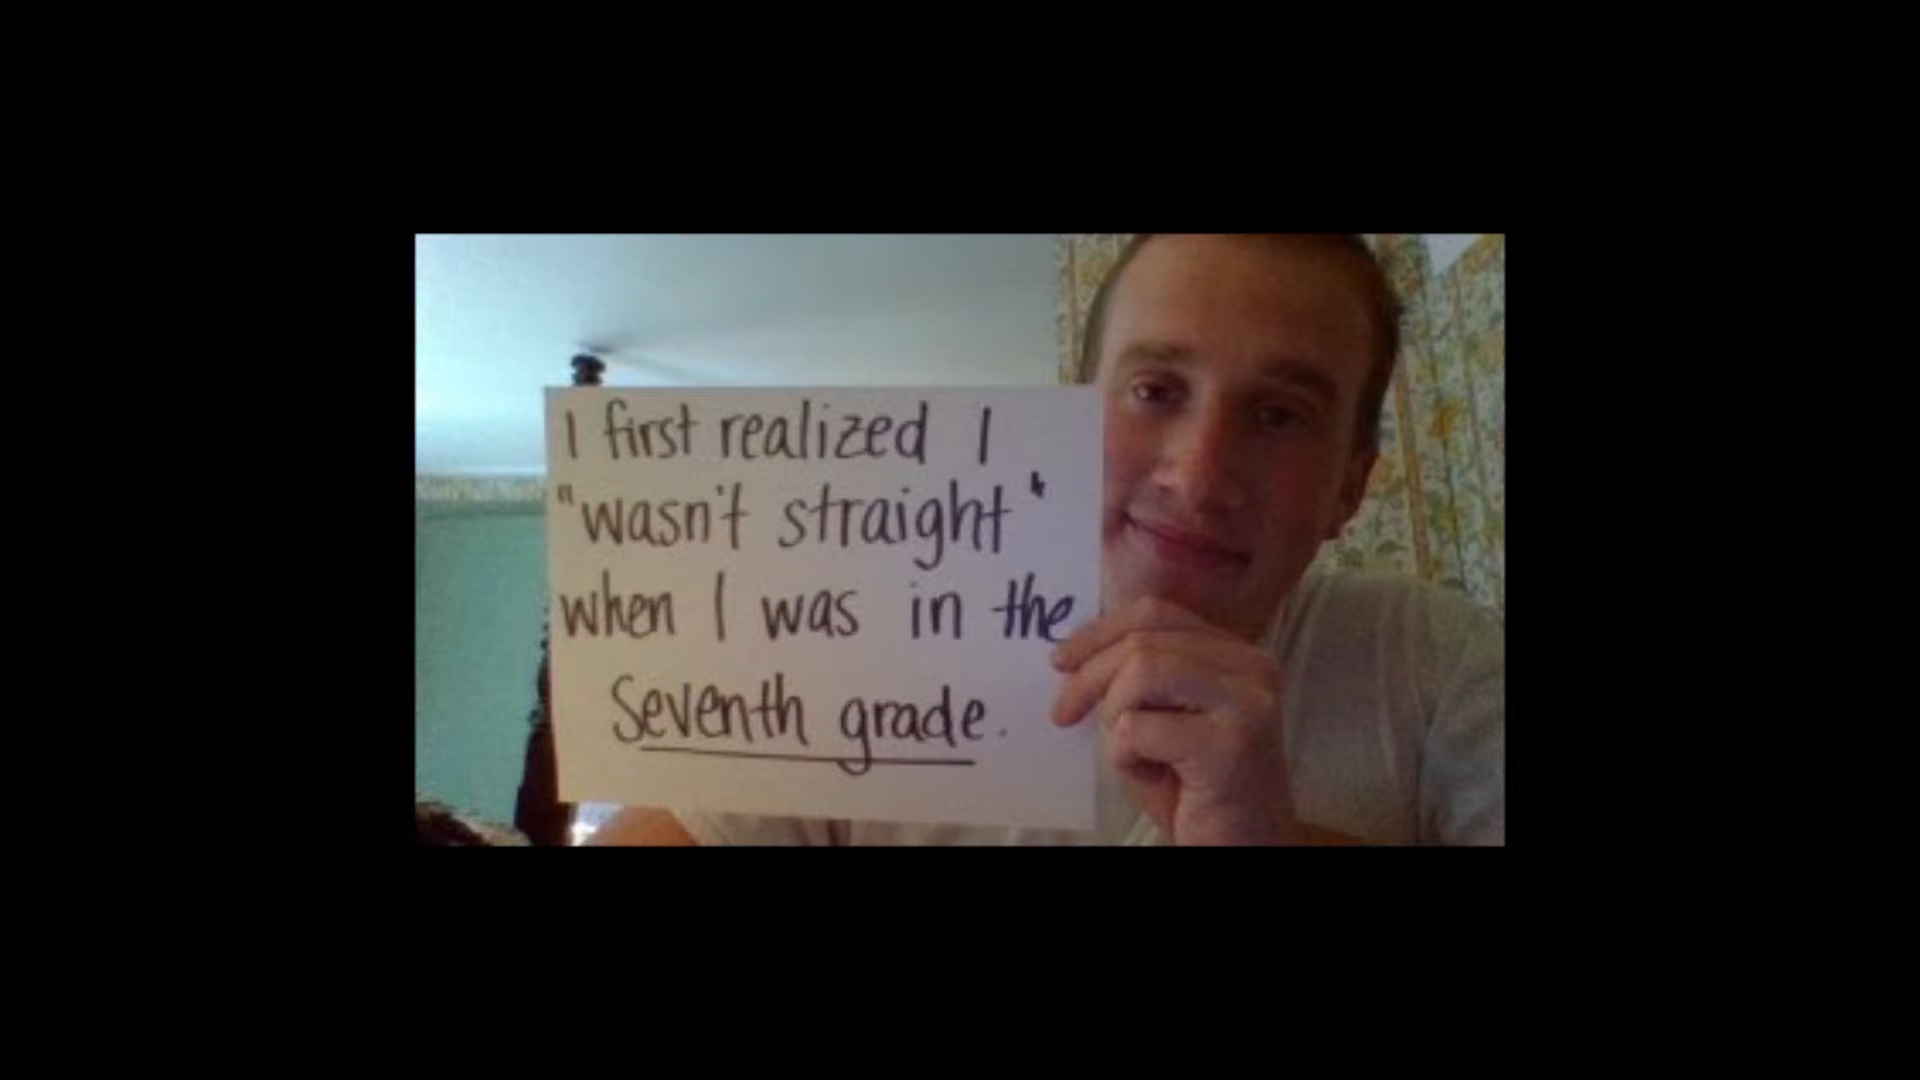 I first realized I
"wasn't straight"
when I was in the
Seventh grade.